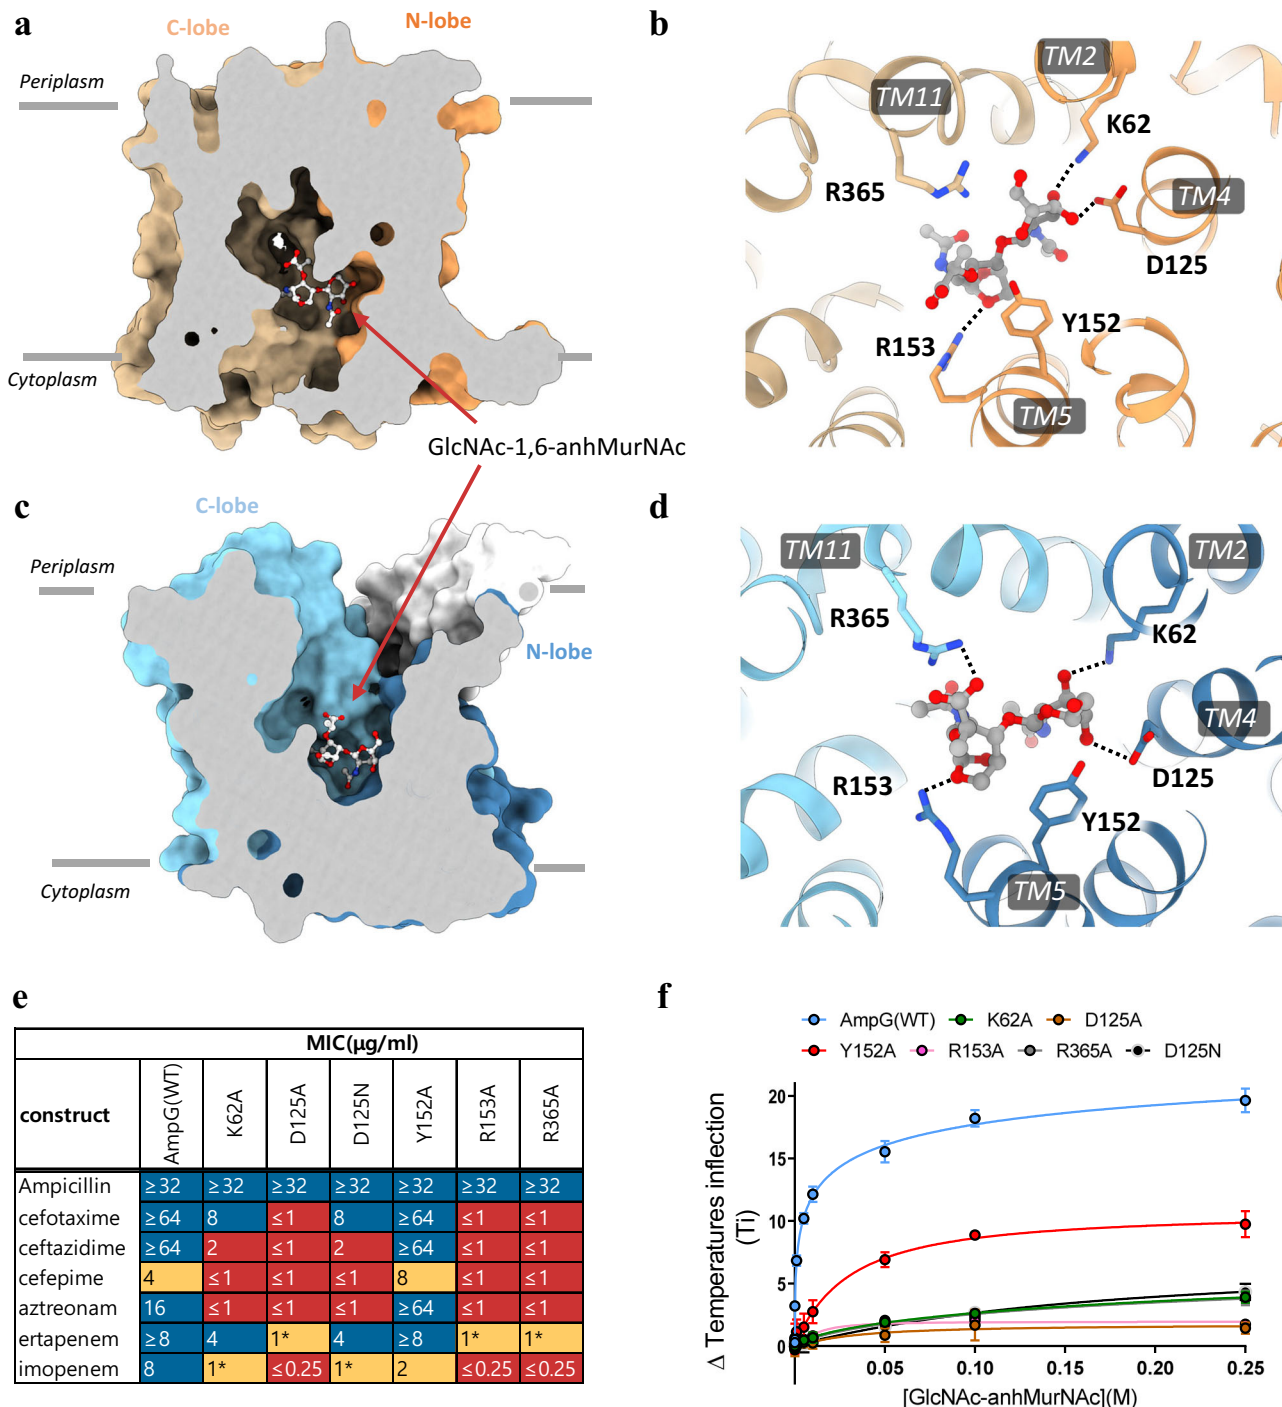 a
C-lobe
N-lobe
Periplasm
Cytoplasm
GlcNAc-1,6-anhMurNAc
b
TM2
TM11
K62
R365
TM4
D125
Y152
R153
TM5
c
C-lobe
Periplasm
N-lobe
Cytoplasm
d
TM11
TM2
R365
K62
TM4
D125
R153
Y152
TM5
e
MIC(μg/ml)
construct AmpG(WT) K62A D125A D125N Y152A R153A R365A
Ampicillin ≥32 ≥32 ≥32 ≥32 ≥32 ≥32 ≥32
cefotaxime ≥64 8 ≤1 8 ≥64 ≤1 ≤1
ceftazidime ≥64 2 ≤1 2 ≥64 ≤1 ≤1
cefepime 4 ≤1 ≤1 ≤1 8 ≤1 ≤1
aztreonam 16 ≤1 ≤1 ≤1 ≥64 ≤1 ≤1
ertapenem ≥8 4 1* 4 ≥8 1* 1*
imopenem 8 1* ≤0.25 1* 2 ≤0.25 ≤0.25
f
AmpG(WT) K62A D125A
Y152A R153A R365A D125N
Δ Temperatures inflection
(Ti)
20
15
10
5
0
0.05 0.10 0.15 0.20 0.25
[GlcNAc-anhMurNAc](M)